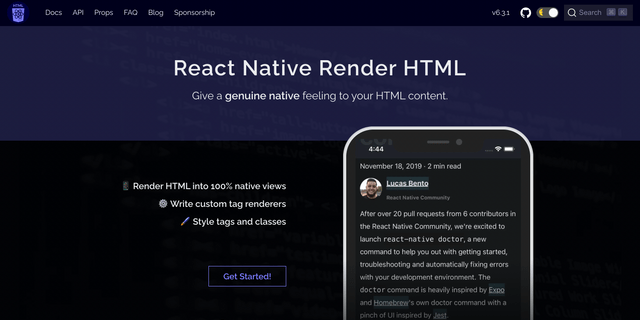 HTML
Docs
API
Props
FAQ
Blog
Sponsorship
v6.3.1
Search
⌘
K
React Native Render HTML
Give a genuine native feeling to your HTML content.
Render HTML into 100% native views
Write custom tag renderers
Style tags and classes
Get Started!
4:44
November 18, 2019 · 2 min read
Lucas Bento
React Native Community
After over 20 pull requests from 6 contributors in
the React Native Community, we're excited to
launch react-native doctor, a new
command to help you out with getting started,
troubleshooting and automatically fixing errors
with your development environment. The
doctor command is heavily inspired by Expo
and Homebrew's own doctor command with a
pinch of UI inspired by Jest.